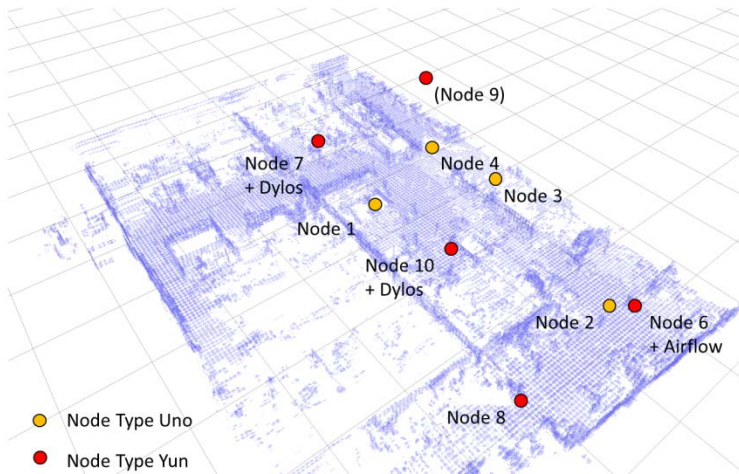 (Node 9)
Node 4
Node 7
+ Dylos
Node 3
Node 1
Node 10
+ Dylos
Node 2
Node 6
+ Airflow
Node 8
Node Type Uno
Node Type Yun